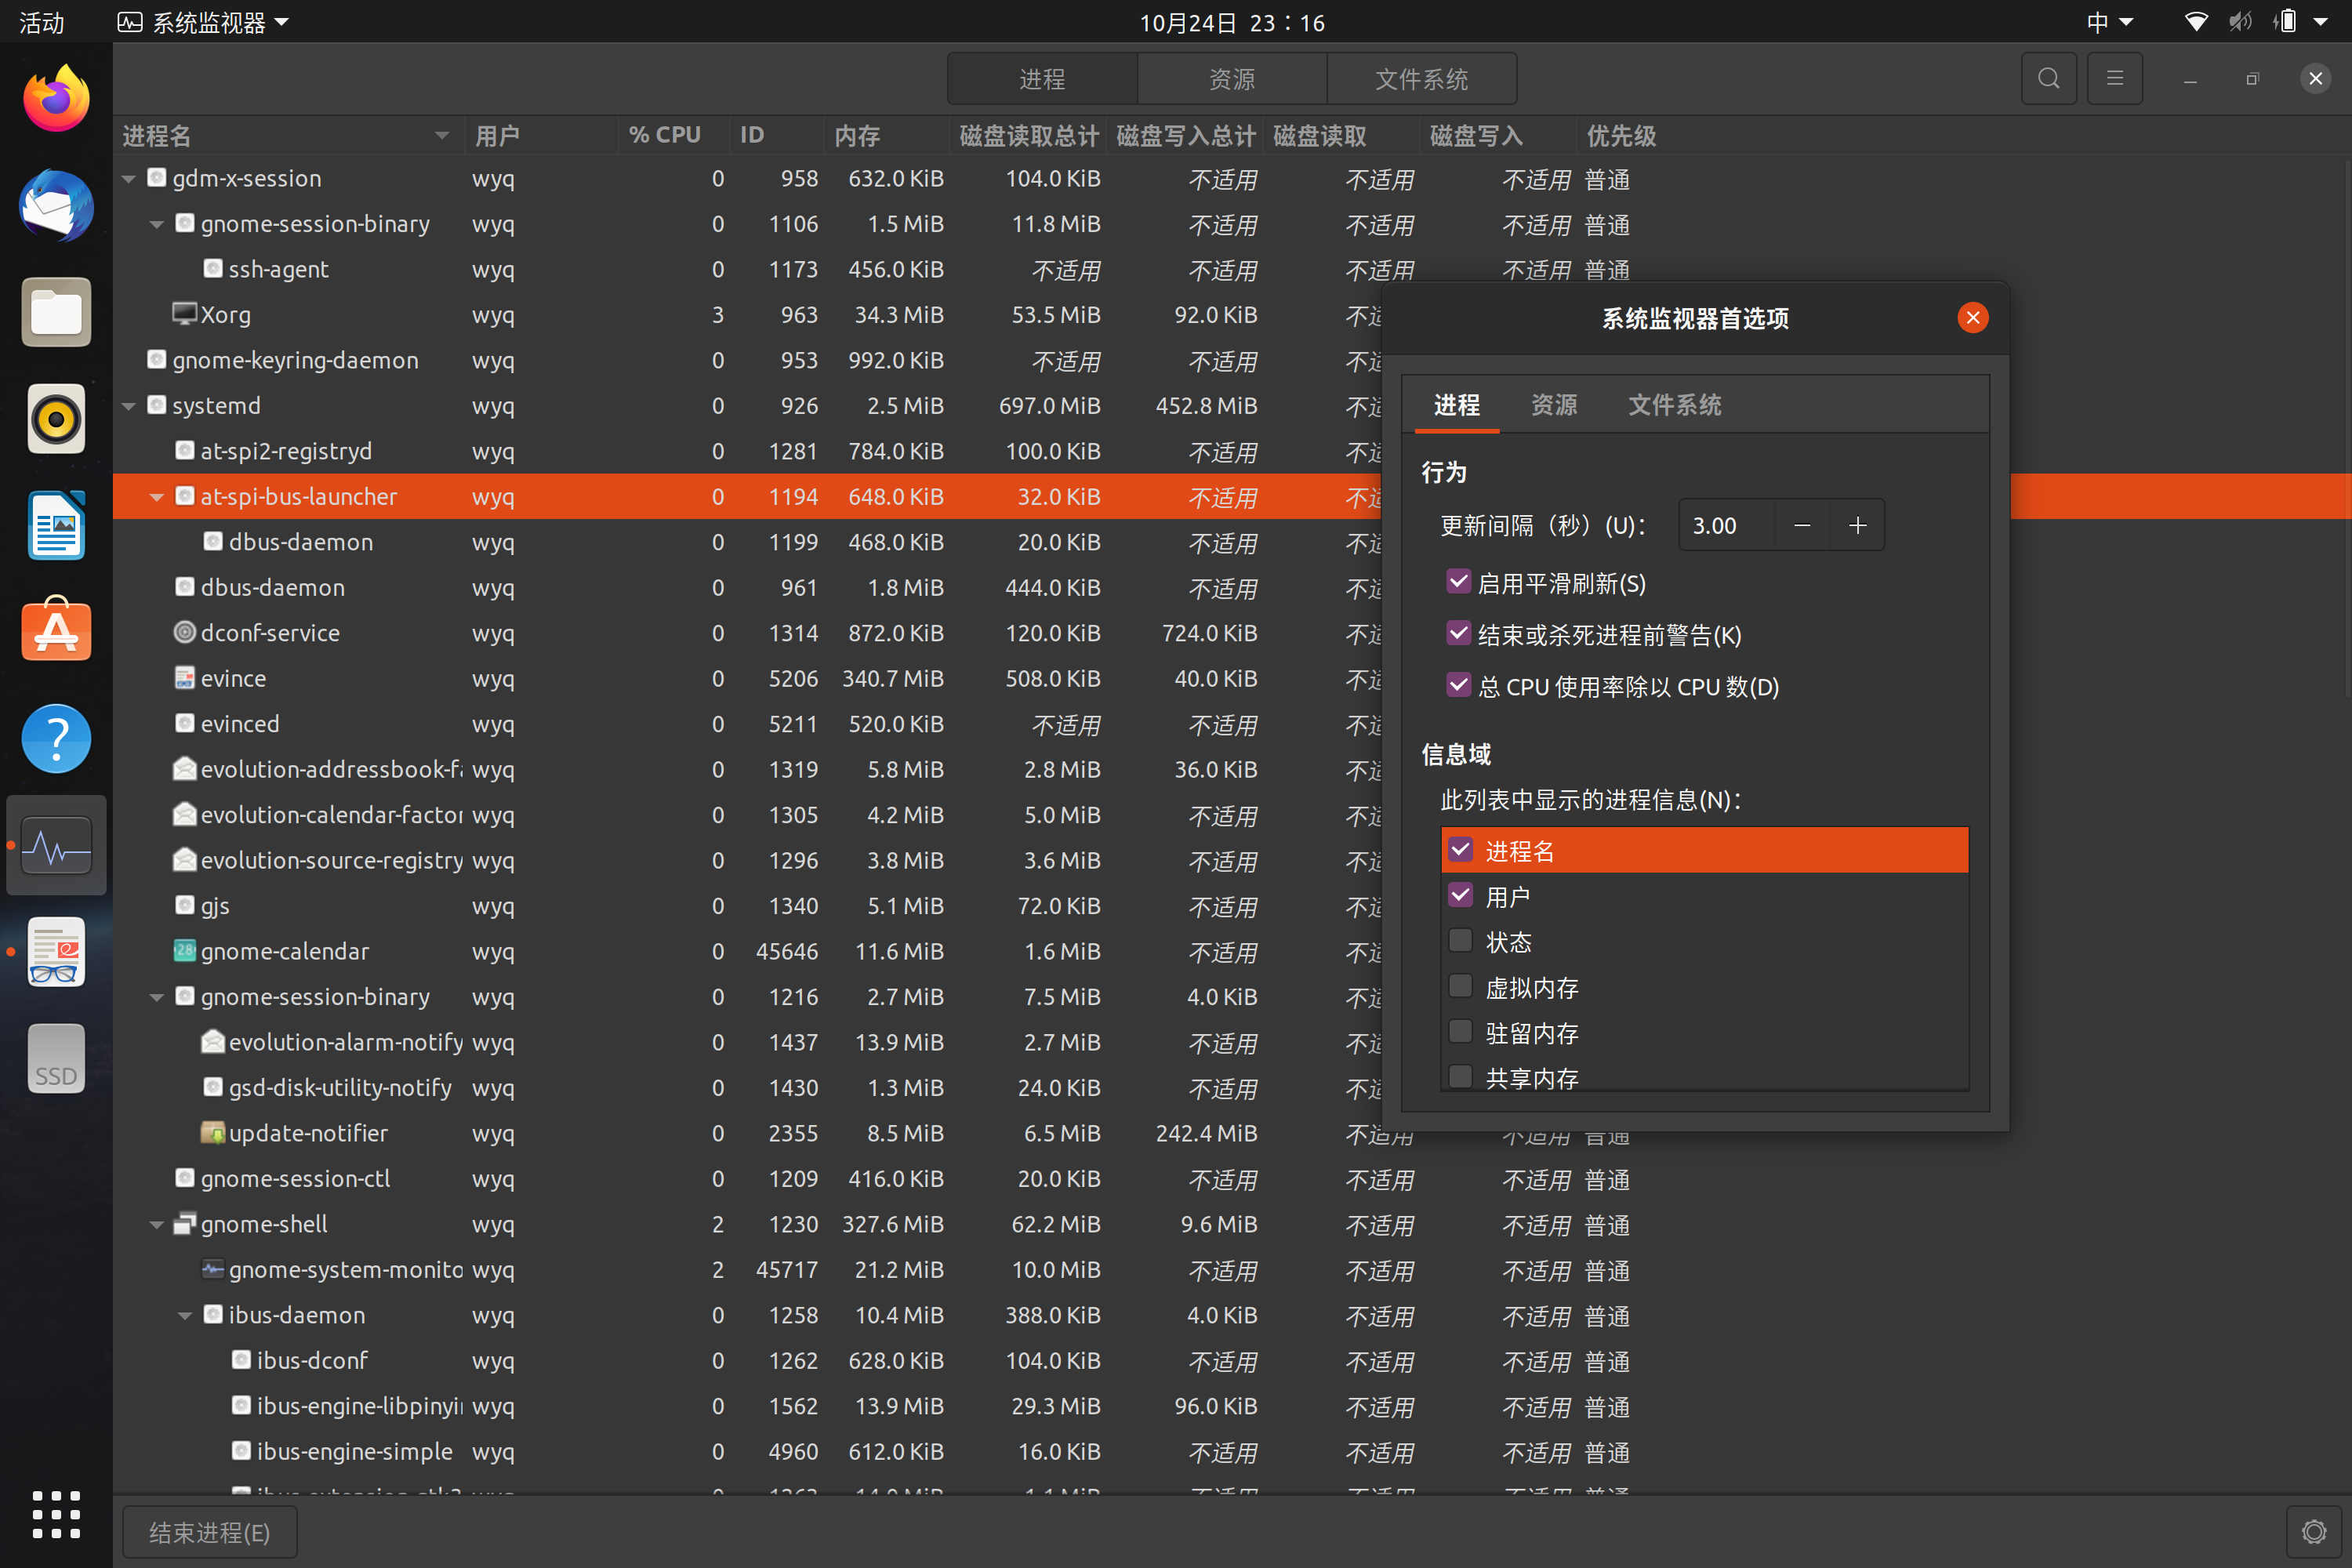 活动 系统监视器 10月24日 23：16 中
进程 资源 文件系统
进程名 用户 % CPU ID 内存 磁盘读取总计 磁盘写入总计 磁盘读取 磁盘写入 优先级
gdm-x-session wyq 0 958 632.0 KiB 104.0 KiB 不适用 不适用 不适用 普通
gnome-session-binary wyq 0 1106 1.5 MiB 11.8 MiB 不适用 不适用 不适用 普通
ssh-agent wyq 0 1173 456.0 KiB 不适用 不适用 不适用 不适用 普通
Xorg wyq 3 963 34.3 MiB 53.5 MiB 92.0 KiB 不
gnome-keyring-daemon wyq 0 953 992.0 KiB 不适用 不适用 不
systemd wyq 0 926 2.5 MiB 697.0 MiB 452.8 MiB 不
at-spi2-registryd wyq 0 1281 784.0 KiB 100.0 KiB 不适用 不
at-spi-bus-launcher wyq 0 1194 648.0 KiB 32.0 KiB 不适用 不
dbus-daemon wyq 0 1199 468.0 KiB 20.0 KiB 不适用 不
dbus-daemon wyq 0 961 1.8 MiB 444.0 KiB 不适用 不
dconf-service wyq 0 1314 872.0 KiB 120.0 KiB 724.0 KiB 不
evince wyq 0 5206 340.7 MiB 508.0 KiB 40.0 KiB 不
evinced wyq 0 5211 520.0 KiB 不适用 不适用 不
evolution-addressbook-fa wyq 0 1319 5.8 MiB 2.8 MiB 36.0 KiB 不
evolution-calendar-factor wyq 0 1305 4.2 MiB 5.0 MiB 不适用 不
evolution-source-registry wyq 0 1296 3.8 MiB 3.6 MiB 不适用 不
gjs wyq 0 1340 5.1 MiB 72.0 KiB 不适用 不
gnome-calendar wyq 0 45646 11.6 MiB 1.6 MiB 不适用 不
gnome-session-binary wyq 0 1216 2.7 MiB 7.5 MiB 4.0 KiB 不
evolution-alarm-notify wyq 0 1437 13.9 MiB 2.7 MiB 不适用 不
gsd-disk-utility-notify wyq 0 1430 1.3 MiB 24.0 KiB 不适用 不
update-notifier wyq 0 2355 8.5 MiB 6.5 MiB 242.4 MiB 不适用 不适用 普通
gnome-session-ctl wyq 0 1209 416.0 KiB 20.0 KiB 不适用 不适用 不适用 普通
gnome-shell wyq 2 1230 327.6 MiB 62.2 MiB 9.6 MiB 不适用 不适用 普通
gnome-system-monito wyq 2 45717 21.2 MiB 10.0 MiB 不适用 不适用 不适用 普通
ibus-daemon wyq 0 1258 10.4 MiB 388.0 KiB 4.0 KiB 不适用 不适用 普通
ibus-dconf wyq 0 1262 628.0 KiB 104.0 KiB 不适用 不适用 不适用 普通
ibus-engine-libpinyin wyq 0 1562 13.9 MiB 29.3 MiB 96.0 KiB 不适用 不适用 普通
ibus-engine-simple wyq 0 4960 612.0 KiB 16.0 KiB 不适用 不适用 不适用 普通
结束进程(E)
系统监视器首选项
进程 资源 文件系统
行为
更新间隔（秒）(U)： 3.00
启用平滑刷新(S)
结束或杀死进程前警告(K)
总 CPU 使用率除以 CPU 数(D)
信息域
此列表中显示的进程信息(N)：
进程名
用户
状态
虚拟内存
驻留内存
共享内存
SSD